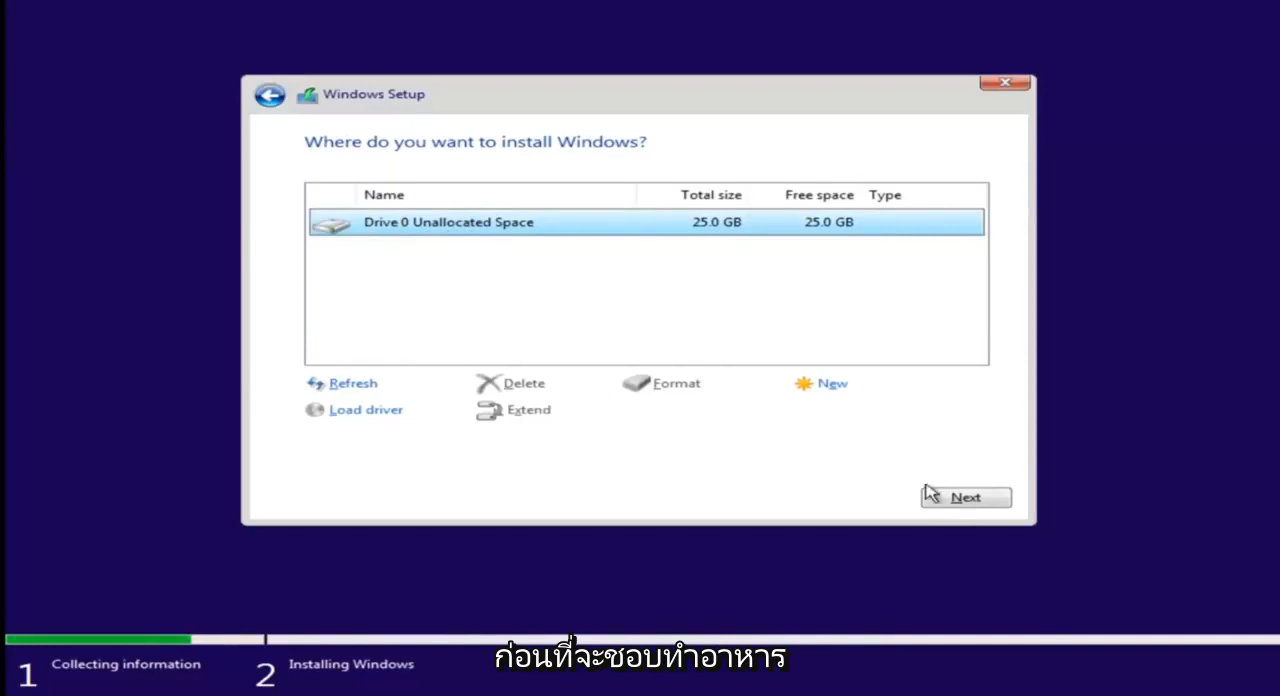 Windows Setup
Where do you want to install Windows?
Name Total size Free space Type
Drive 0 Unallocated Space 25.0 GB 25.0 GB
Refresh Delete Format New
Load driver Extend
Next
1 Collecting information 2 Installing Windows
ก่อนที่จะชอบทำอาหาร